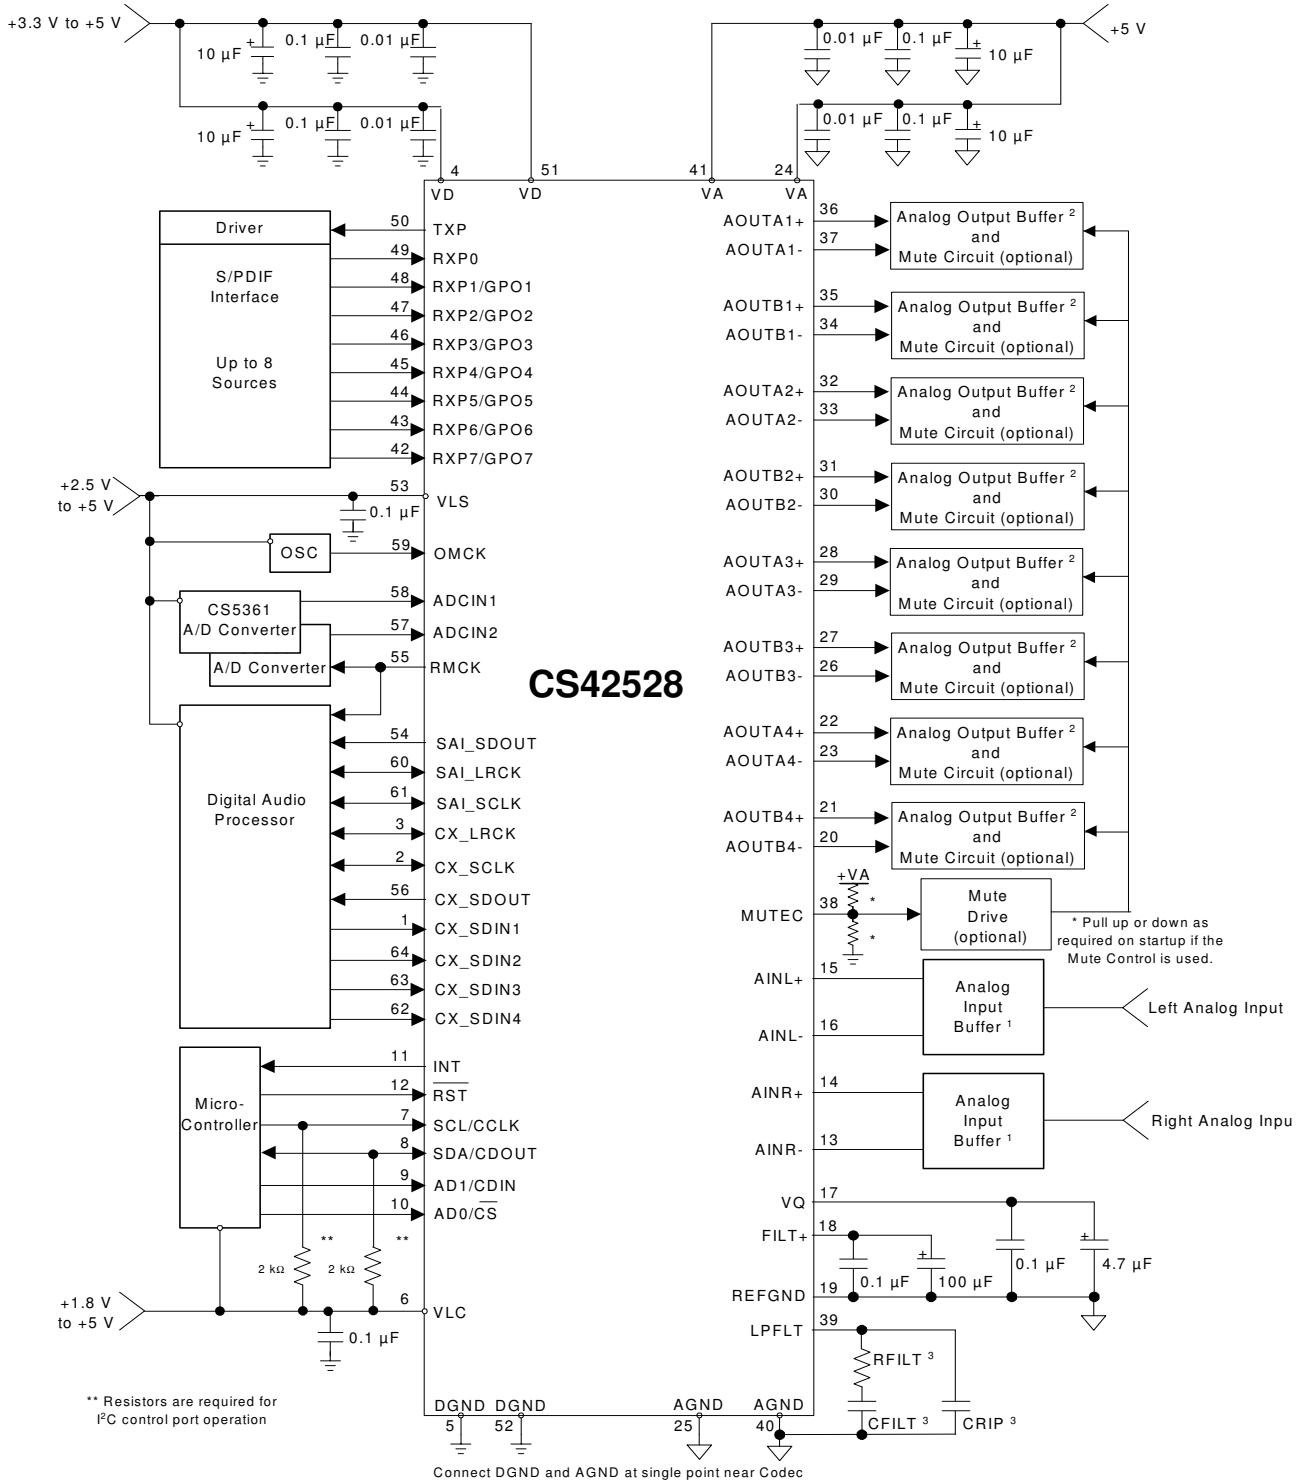 +3.3 V to +5 V
10 µF
+
0.1 µF
0.01 µF
10 µF
+
0.1 µF
0.01 µF
0.01 µF
0.1 µF
+
10 µF
+5 V
0.01 µF
0.1 µF
+
10 µF
4
51
41
24
VD
VD
VA
VA
Driver
S/PDIF
Interface
Up to 8
Sources
50
TXP
49
RXP0
48
RXP1/GPO1
47
RXP2/GPO2
46
RXP3/GPO3
45
RXP4/GPO4
44
RXP5/GPO5
43
RXP6/GPO6
42
RXP7/GPO7
+2.5 V
to +5 V
53
VLS
0.1 µF
OSC
59
OMCK
CS5361
A/D Converter
58
ADCIN1
57
ADCIN2
A/D Converter
55
RMCK
CS42528
Digital Audio
Processor
54
SAI_SDOUT
60
SAI_LRCK
61
SAI_SCLK
3
CX_LRCK
2
CX_SCLK
56
CX_SDOUT
1
CX_SDIN1
64
CX_SDIN2
63
CX_SDIN3
62
CX_SDIN4
Micro-
Controller
11
INT
12
RST
7
SCL/CCLK
8
SDA/CDOUT
9
AD1/CDIN
10
AD0/CS
**
2 kΩ
**
2 kΩ
+1.8 V
to +5 V
6
VLC
0.1 µF
** Resistors are required for
I²C control port operation
AOUTA1+
36
AOUTA1-
37
Analog Output Buffer ²
and
Mute Circuit (optional)
AOUTB1+
35
AOUTB1-
34
Analog Output Buffer ²
and
Mute Circuit (optional)
AOUTA2+
32
AOUTA2-
33
Analog Output Buffer ²
and
Mute Circuit (optional)
AOUTB2+
31
AOUTB2-
30
Analog Output Buffer ²
and
Mute Circuit (optional)
AOUTA3+
28
AOUTA3-
29
Analog Output Buffer ²
and
Mute Circuit (optional)
AOUTB3+
27
AOUTB3-
26
Analog Output Buffer ²
and
Mute Circuit (optional)
AOUTA4+
22
AOUTA4-
23
Analog Output Buffer ²
and
Mute Circuit (optional)
AOUTB4+
21
AOUTB4-
20
Analog Output Buffer ²
and
Mute Circuit (optional)
+VA
*
*
MUTEC
38
Mute
Drive
(optional)
* Pull up or down as
required on startup if the
Mute Control is used.
AINL+
15
AINL-
16
Analog
Input
Buffer ¹
Left Analog Input
AINR+
14
AINR-
13
Analog
Input
Buffer ¹
Right Analog Inpu
VQ
17
FILT+
18
0.1 µF
+
100 µF
0.1 µF
+
4.7 µF
REFGND
19
LPFLT
39
RFILT ³
CFILT ³
CRIP ³
DGND
DGND
AGND
AGND
5
52
25
40
Connect DGND and AGND at single point near Codec